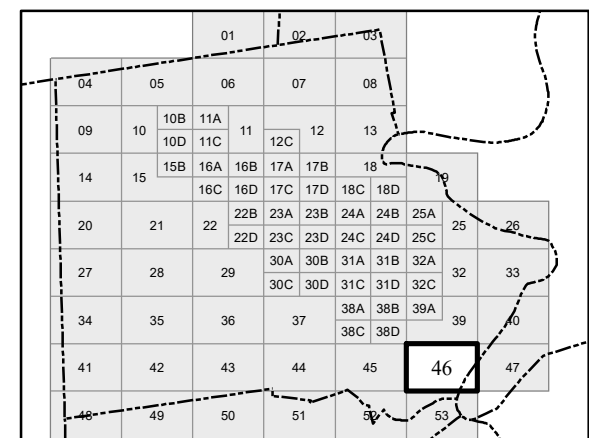 01 02 03
04 05 06 07 08
10B 11A
09 10 11 12 13
10D 11C 12C
15B 16A 16B 17A 17B 18
14 15 19
16C 16D 17C 17D 18C 18D
22B 23A 23B 24A 24B 25A
20 21 22 25 26
22D 23C 23D 24C 24D 25C
30A 30B 31A 31B 32A
27 28 29 32 33
30C 30D 31C 31D 32C
38A 38B 39A
34 35 36 37 39 40
38C 38D
41 42 43 44 45 46 47
48 49 50 51 52 53